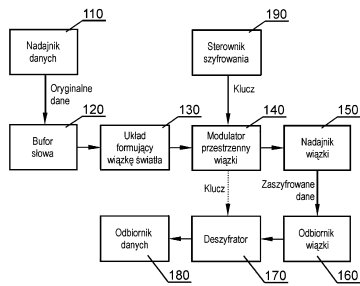 110
190
Nadajnik
danych
Sterownik
szyfrowania
Oryginalne
dane
Klucz
120
130
140
150
Bufor
słowa
Układ
formujący
wiązkę światła
Modulator
przestrzenny
wiązki
Nadajnik
wiązki
Klucz
Zaszyfrowane
dane
Odbiornik
danych
Deszyfrator
Odbiornik
wiązki
180
170
160